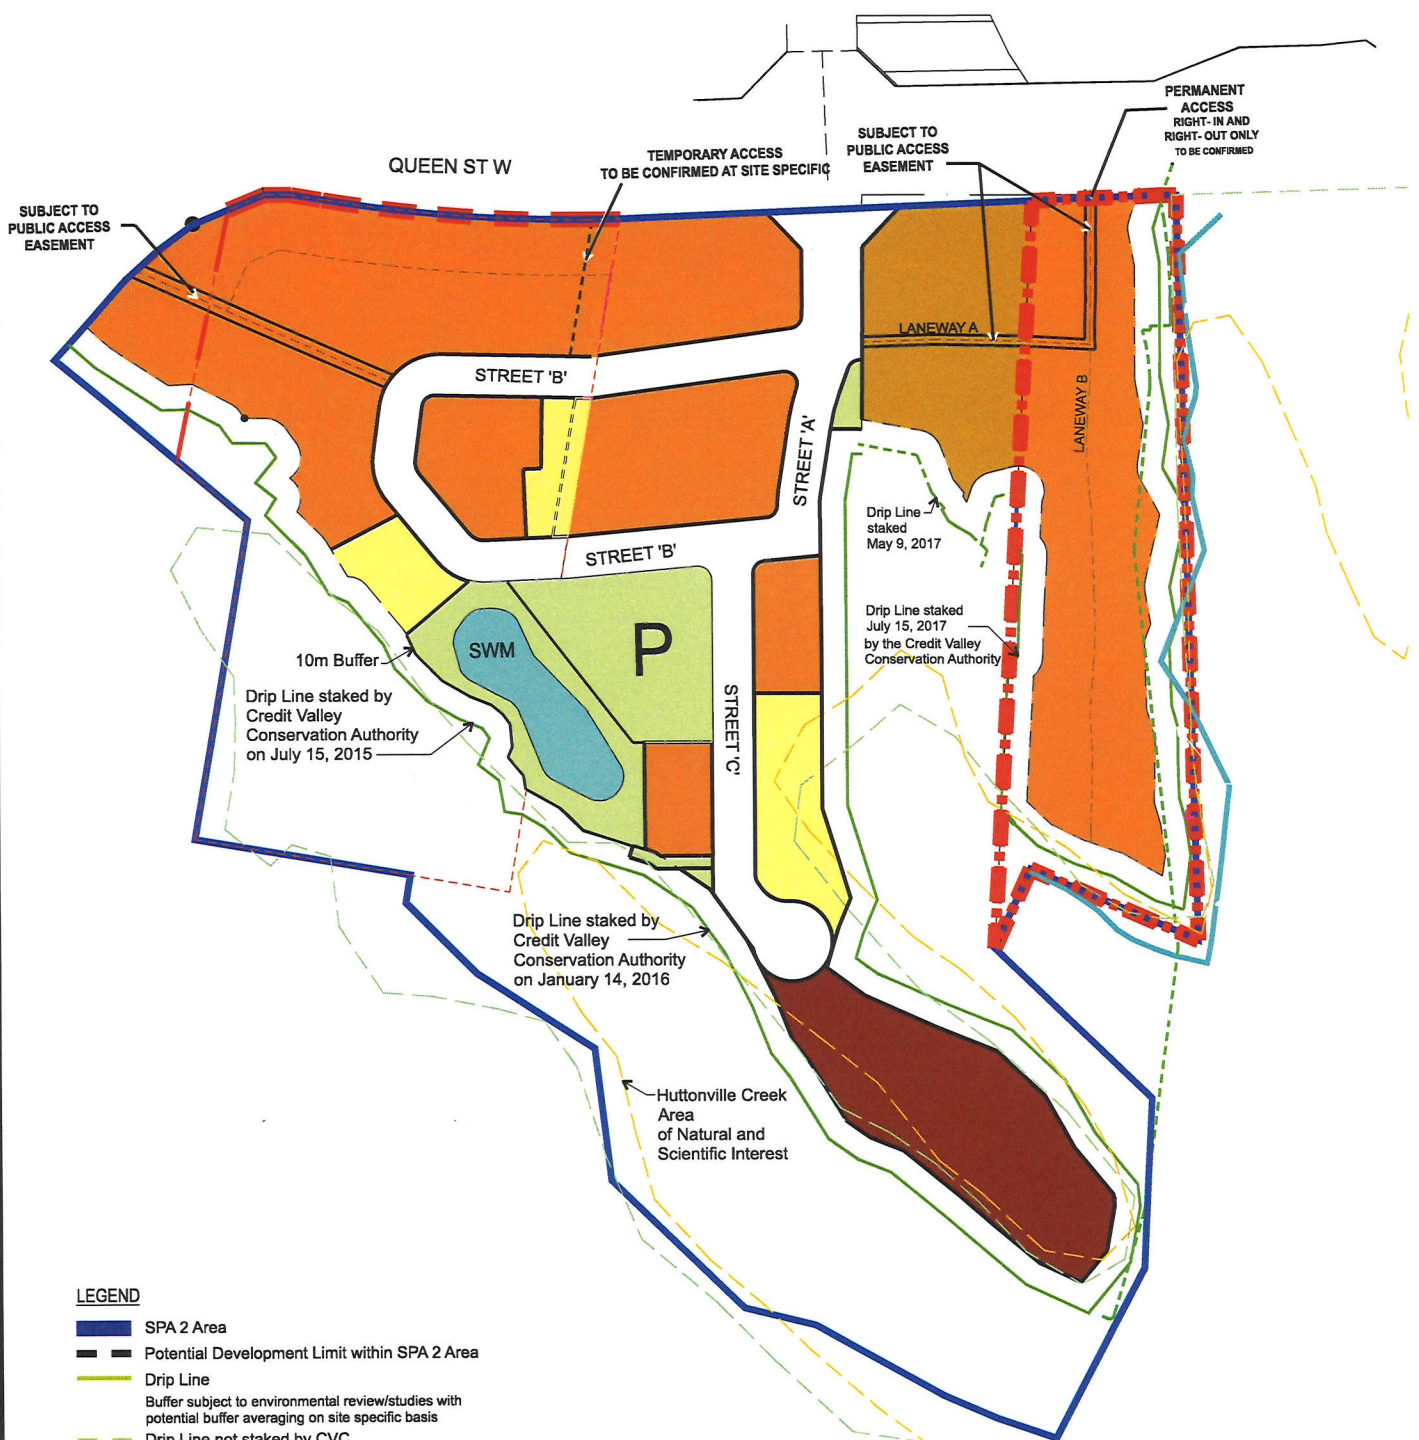 PERMANENT
ACCESS
RIGHT- IN AND
RIGHT- OUT ONLY
TO BE CONFIRMED
SUBJECT TO
PUBLIC ACCESS
EASEMENT
TEMPORARY ACCESS
TO BE CONFIRMED AT SITE SPECIFIC
QUEEN ST W
SUBJECT TO
PUBLIC ACCESS
EASEMENT
LANEWAY A
STREET 'B'
LANEWAY B
STREET 'A'
Drip Line
staked
May 9, 2017
STREET 'B'
Drip Line staked
July 15, 2017
by the Credit Valley
Conservation Authority
P
SWM
10m Buffer
Drip Line staked by
Credit Valley
Conservation Authority
on July 15, 2015
STREET 'C'
Drip Line staked by
Credit Valley
Conservation Authority
on January 14, 2016
Huttonville Creek
Area
of Natural and
Scientific Interest
LEGEND
SPA 2 Area
Potential Development Limit within SPA 2 Area
Drip Line
Buffer subject to environmental review/studies with
potential buffer averaging on site specific basis
Drip Line not staked by CVC